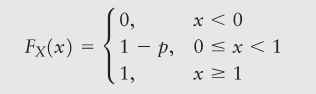 0, x < 0
F_X(x) = { 1 − p, 0 ≤ x < 1
1, x ≥ 1